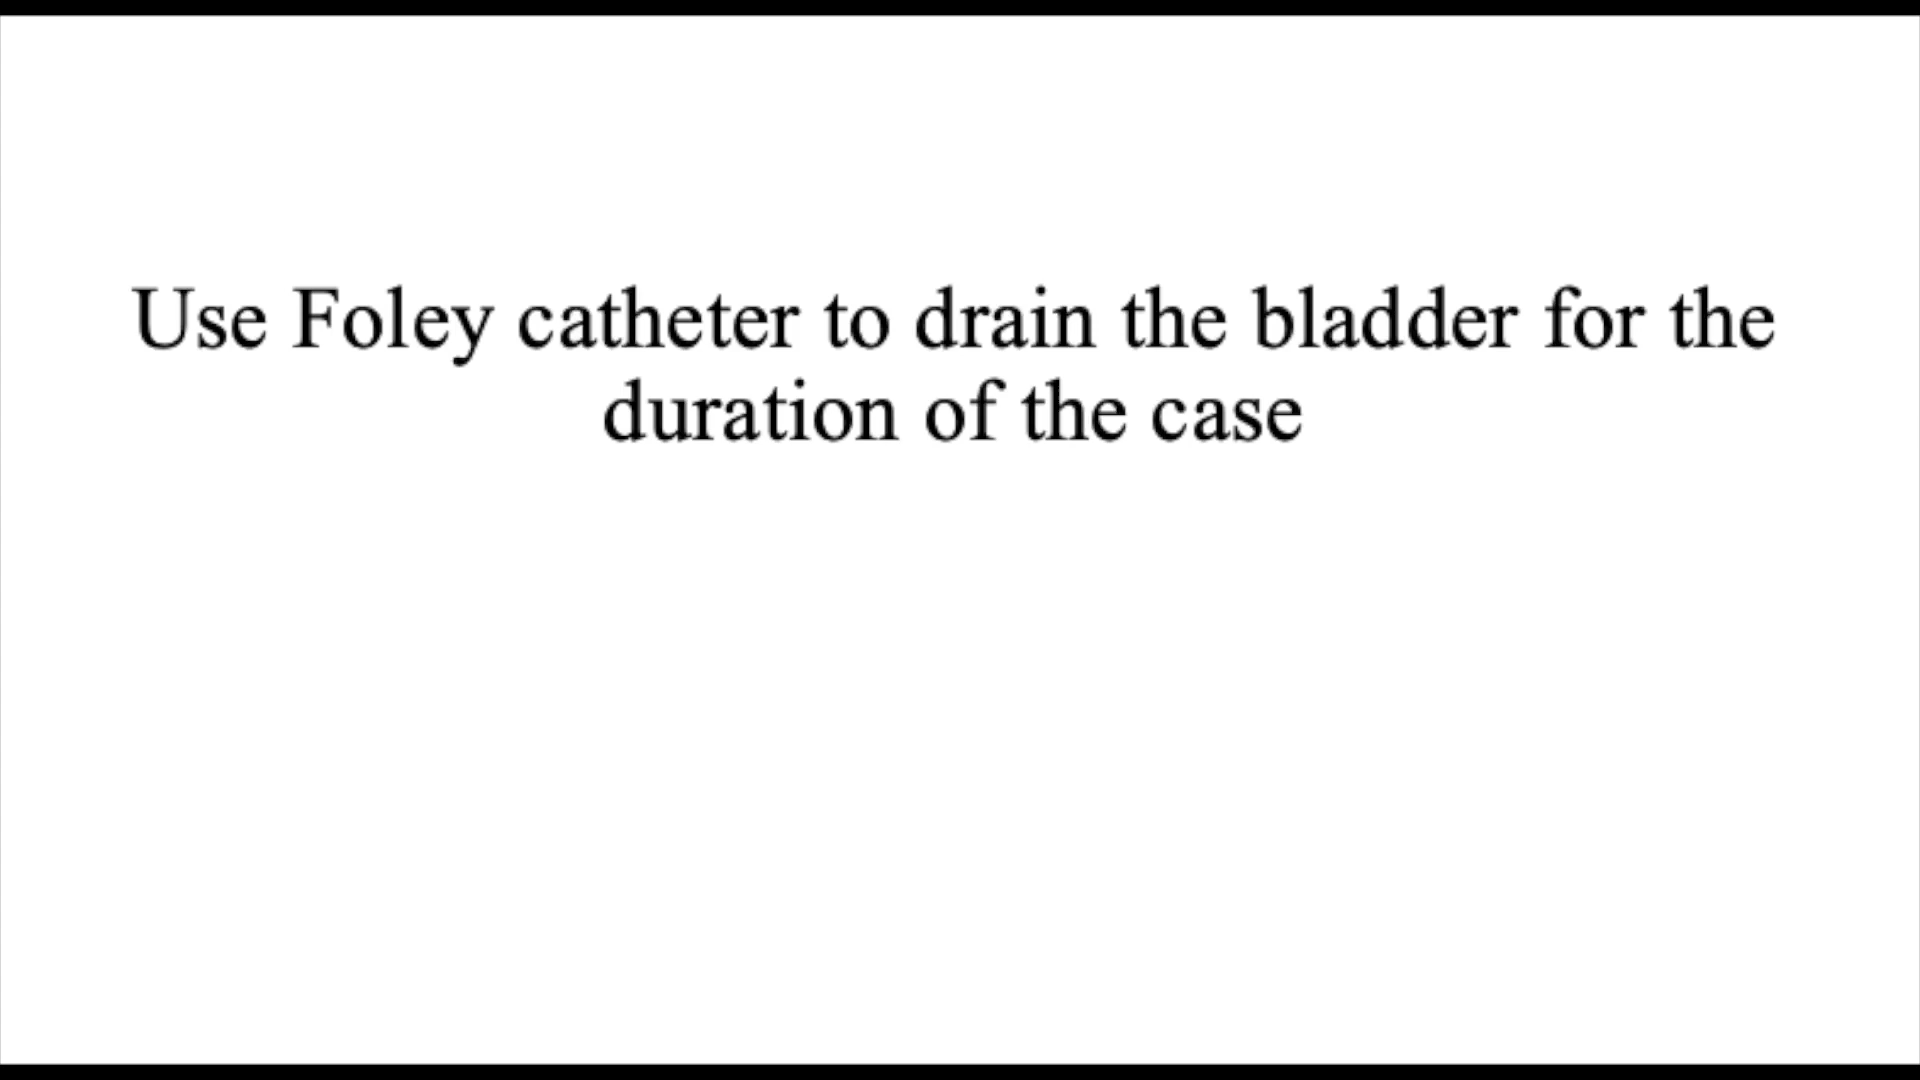 Use Foley catheter to drain the bladder for the
duration of the case